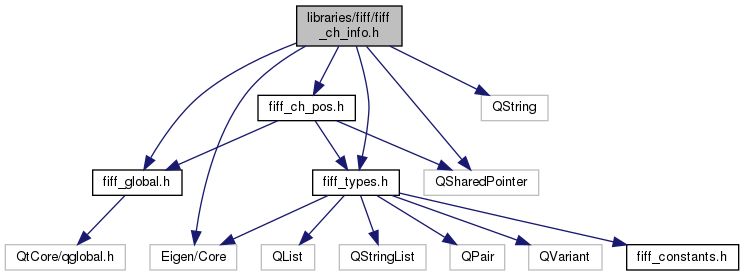 libraries/fiff/fiff
_ch_info.h
fiff_ch_pos.h
QString
fiff_global.h
fiff_types.h
QSharedPointer
QtCore/qglobal.h
Eigen/Core
QList
QStringList
QPair
QVariant
fiff_constants.h